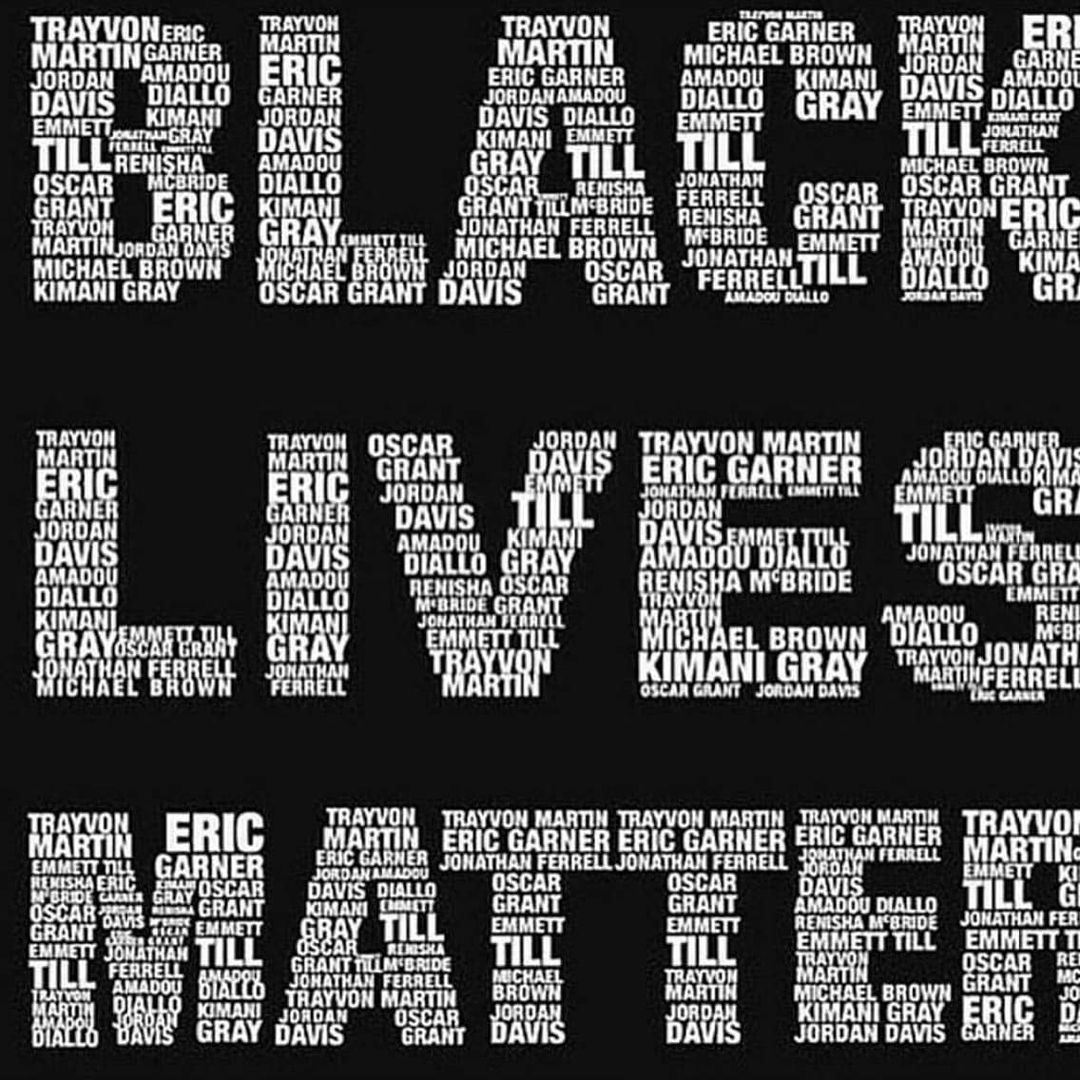 BLACK
TRAYVON ERIC
MARTIN GARNER
JORDAN AMADOU
DAVIS DIALLO
EMMETT KIMANI
JONATHAN GRAY
TILL FERRELL EMMETT TILL
RENISHA
OSCAR MCBRIDE
GRANT ERIC
TRAYVON GARNER
MARTIN JORDAN DAVIS
MICHAEL BROWN
KIMANI GRAY
TRAYVON
MARTIN
ERIC
GARNER
JORDAN
DAVIS
AMADOU
DIALLO
KIMANI
GRAY EMMETT TILL
JONATHAN FERRELL
MICHAEL BROWN
OSCAR GRANT
TRAYVON
MARTIN
ERIC GARNER
JORDAN AMADOU
DAVIS DIALLO
KIMANI EMMETT
GRAY TILL
OSCAR RENISHA
GRANT TILL McBRIDE
JONATHAN FERRELL
MICHAEL BROWN
JORDAN OSCAR
DAVIS GRANT
TRAYVON MARTIN
ERIC GARNER
MICHAEL BROWN
AMADOU KIMANI
DIALLO GRAY
EMMETT
TILL
JONATHAN
FERRELL OSCAR
RENISHA GRANT
McBRIDE EMMETT
JONATHAN TILL
FERRELL
AMADOU DIALLO
TRAYVON ERI
MARTIN GARNE
JORDAN AMADOU
DAVIS DIALLO
EMMETT KIMANI GRAY
TILL JONATHAN
FERRELL
MICHAEL BROWN
OSCAR GRANT
TRAYVON ERIC
MARTIN GARNE
EMMETT TILL
AMADOU KIMA
DIALLO GRA
JORDAN DAVIS
LIVES
TRAYVON
MARTIN
ERIC
GARNER
JORDAN
DAVIS
AMADOU
DIALLO
KIMANI
GRAY EMMETT TILL
OSCAR GRANT
JONATHAN FERRELL
MICHAEL BROWN
TRAYVON
MARTIN
ERIC
GARNER
JORDAN
DAVIS
AMADOU
DIALLO
KIMANI
GRAY
JONATHAN
FERRELL
OSCAR JORDAN
GRANT DAVIS
JORDAN EMMETT
DAVIS TILL
AMADOU KIMANI
DIALLO GRAY
RENISHA OSCAR
McBRIDE GRANT
JONATHAN FERRELL
EMMETT TILL
TRAYVON
MARTIN
TRAYVON MARTIN
ERIC GARNER
JONATHAN FERRELL EMMETT TILL
JORDAN
DAVIS EMMETT TTILL
AMADOU DIALLO
RENISHA McBRIDE
TRAYVON
MARTIN
MICHAEL BROWN
KIMANI GRAY
OSCAR GRANT JORDAN DAVIS
ERIC GARNER
JORDAN DAVIS
AMADOU DIALLO KIMA
EMMETT GRA
TILL MARTIN
JONATHAN FERRELL
OSCAR GRA
EMMETT
AMADOU RENI
DIALLO McBI
TRAYVON JONATH
MARTIN FERRELL
ERIC GARNER
MATTER
TRAYVON ERIC
MARTIN
EMMETT TILL GARNER
RENISHA ERIC KIMANI OSCAR
McBRIDE GARNER GRAY GRANT
OSCAR JORDAN RENISHA
GRANT DAVIS McBRIDE EMMETT
EMMETT JONATHAN TILL
TILL FERRELL AMADOU
AMADOU DIALLO
TRAYVON DIALLO KIMANI
MARTIN JORDAN GRAY
AMADOU DAVIS
DIALLO
TRAYVON
MARTIN
ERIC GARNER
JORDAN AMADOU
DAVIS DIALLO
KIMANI EMMETT
GRAY TILL
OSCAR RENISHA
GRANT TILL McBRIDE
JONATHAN FERRELL
TRAYVON MARTIN
JORDAN OSCAR
DAVIS GRANT
TRAYVON MARTIN
ERIC GARNER
JONATHAN FERRELL
OSCAR
GRANT
EMMETT
TILL
MICHAEL
BROWN
JORDAN
DAVIS
TRAYVON MARTIN
ERIC GARNER
JONATHAN FERRELL
OSCAR
GRANT
EMMETT
TILL
TRAYVON
MARTIN
JORDAN
DAVIS
TRAYVON MARTIN
ERIC GARNER
JONATHAN FERRELL
JORDAN
DAVIS
AMADOU DIALLO
RENISHA McBRIDE
EMMETT TILL
TRAYVON
MARTIN
MICHAEL BROWN
KIMANI GRAY
JORDAN DAVIS
TRAYVON
MARTIN
EMMETT KI
TILL GR
JONATHAN FER
EMMETT T
OSCAR REN
GRANT MC
ERIC JO
GARNER DA